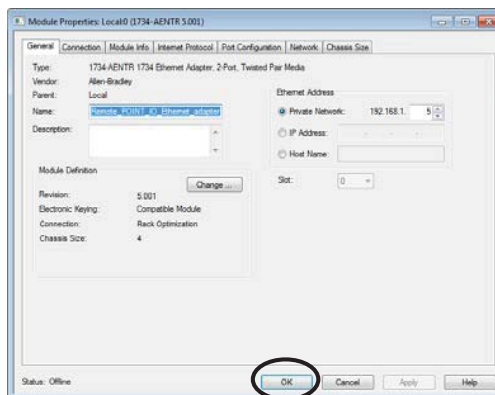 Module Properties: Local:0 (1734-AENTR 5.001)
General Connection Module Info Internet Protocol Port Configuration Network Chassis Size
Type: 1734-AENTR 1734 Ethernet Adapter, 2-Port, Twisted Pair Media
Vendor: Allen-Bradley
Parent: Local
Name: Remote_POINT_IO_Ethernet_adapter
Description:
Ethernet Address
Private Network: 192.168.1. 5
IP Address: . . .
Host Name:
Module Definition
Change ...
Slot: 0
Revision: 5.001
Electronic Keying: Compatible Module
Connection: Rack Optimization
Chassis Size: 4
Status: Offline
OK Cancel Apply Help